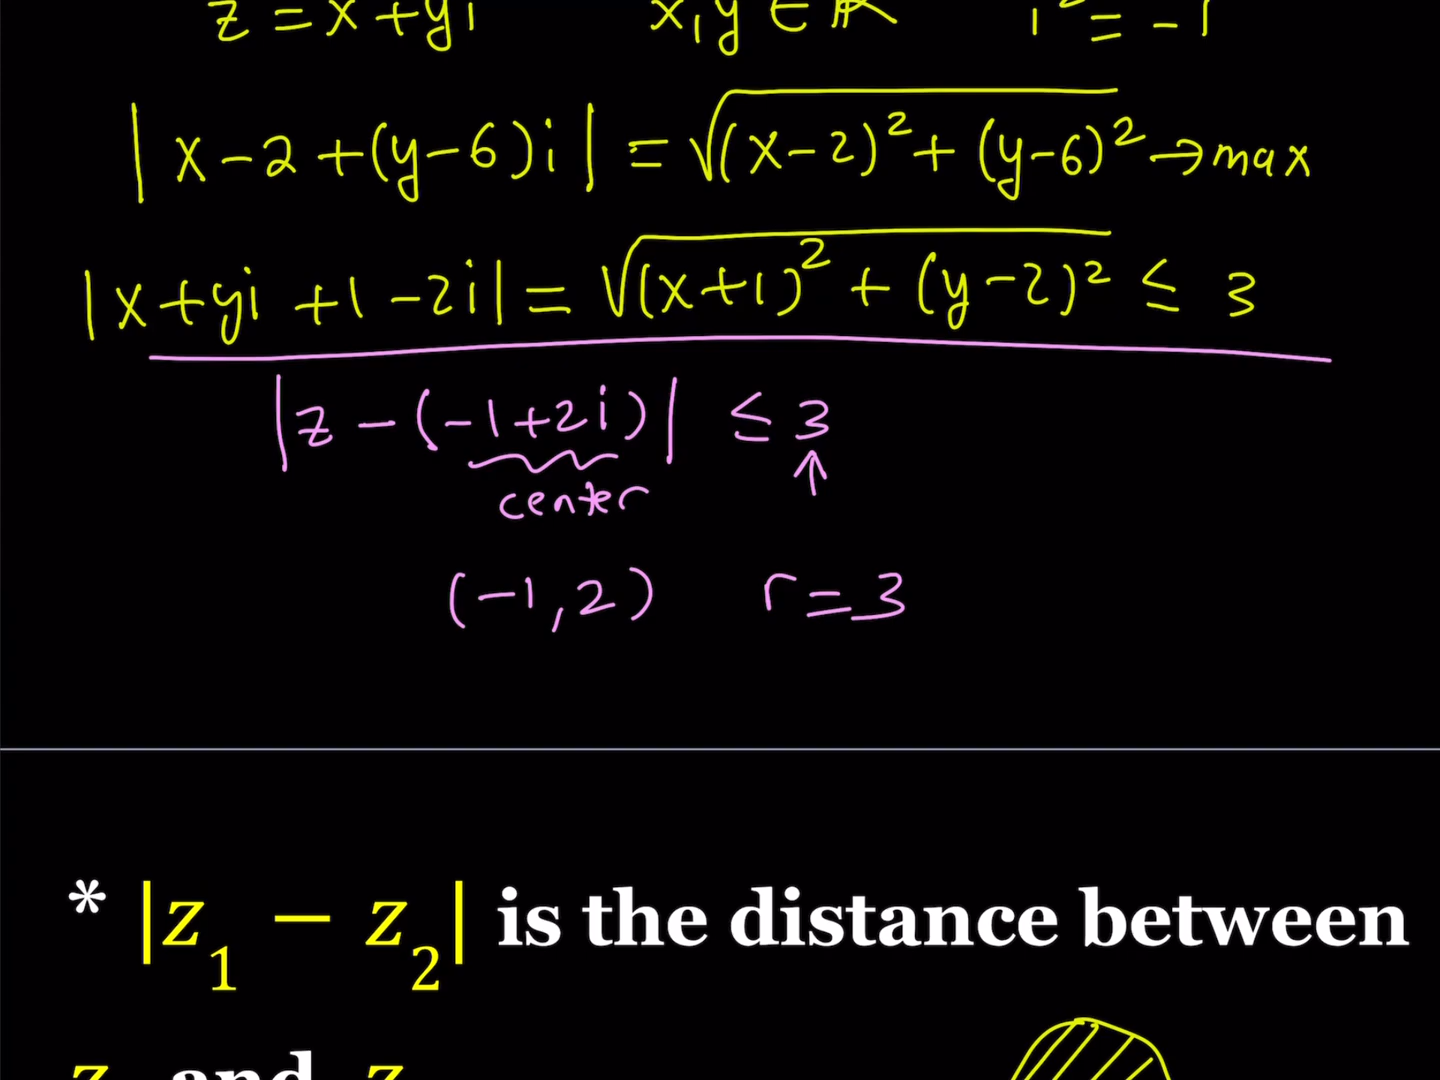 z = x + yi x, y ∈ ℝ i² = -1
| x - 2 + (y - 6)i | = √((x - 2)² + (y - 6)²) → max
| x + yi + 1 - 2i | = √((x + 1)² + (y - 2)²) ≤ 3
| z - (-1 + 2i) | ≤ 3
↑
center
(-1, 2) r = 3
* |z₁ − z₂| is the distance between
z and z